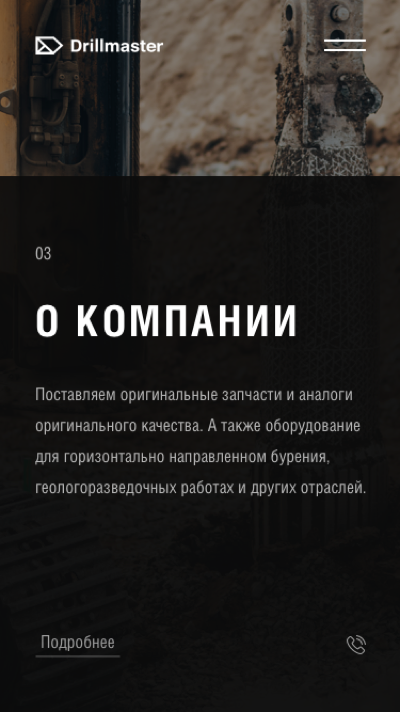 Drillmaster
03
О КОМПАНИИ
Поставляем оригинальные запчасти и аналоги
оригинального качества. А также оборудование
для горизонтально направленном бурения,
геологоразведочных работах и других отраслей.
Подробнее